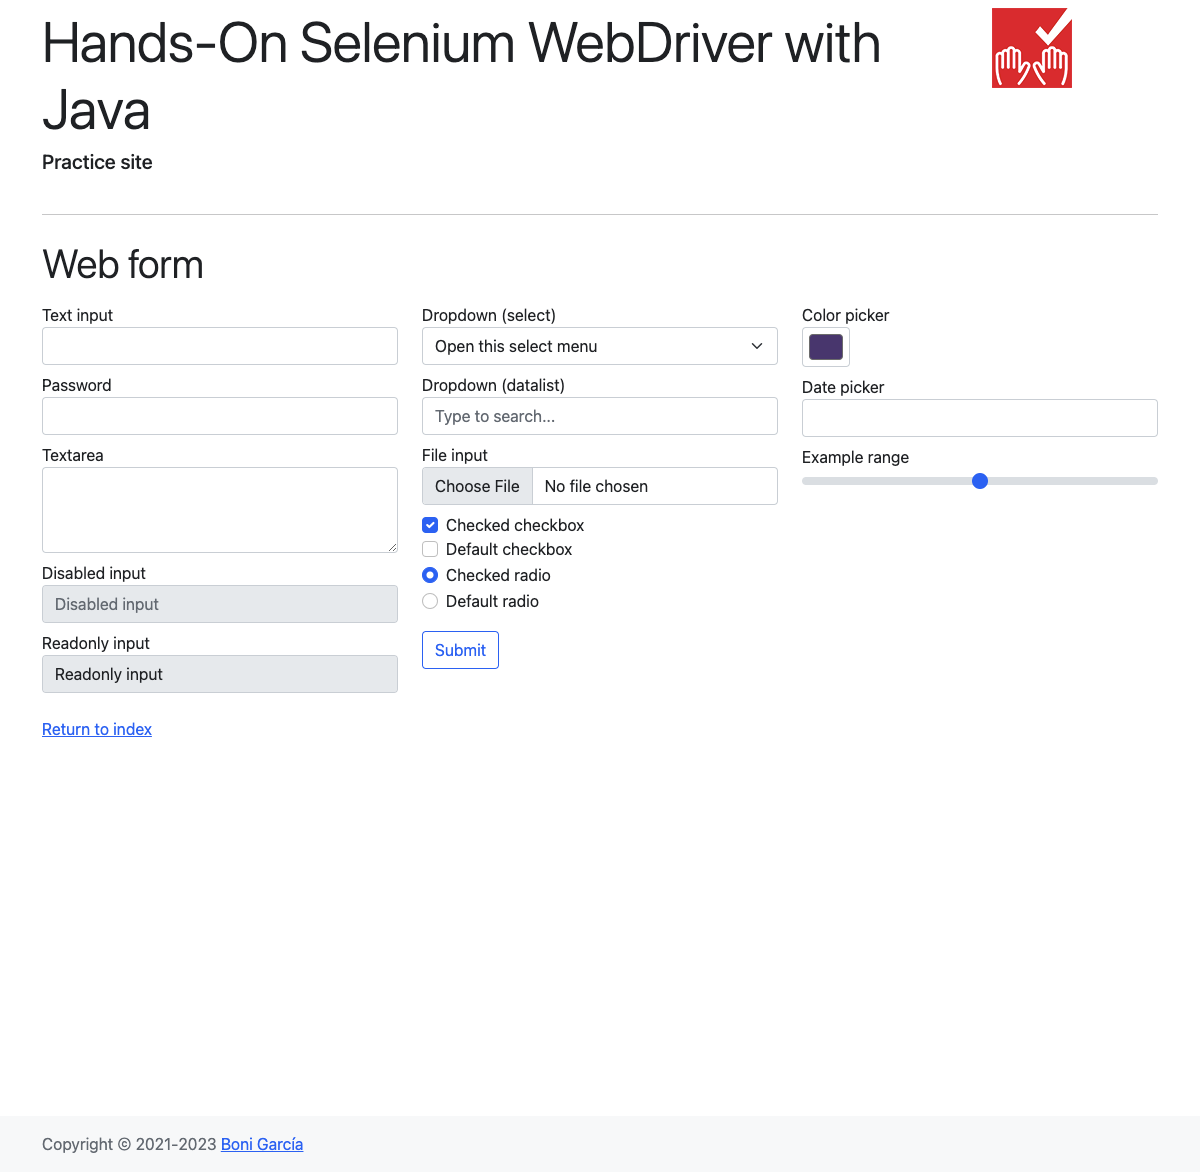 Hands-On Selenium WebDriver with
Java
Practice site
Web form
Text input
Password
Textarea
Disabled input
Disabled input
Readonly input
Readonly input
Return to index
Dropdown (select)
Open this select menu
Dropdown (datalist)
Type to search...
File input
Choose File No file chosen
Checked checkbox
Default checkbox
Checked radio
Default radio
Submit
Color picker
Date picker
Example range
Copyright © 2021-2023 Boni García